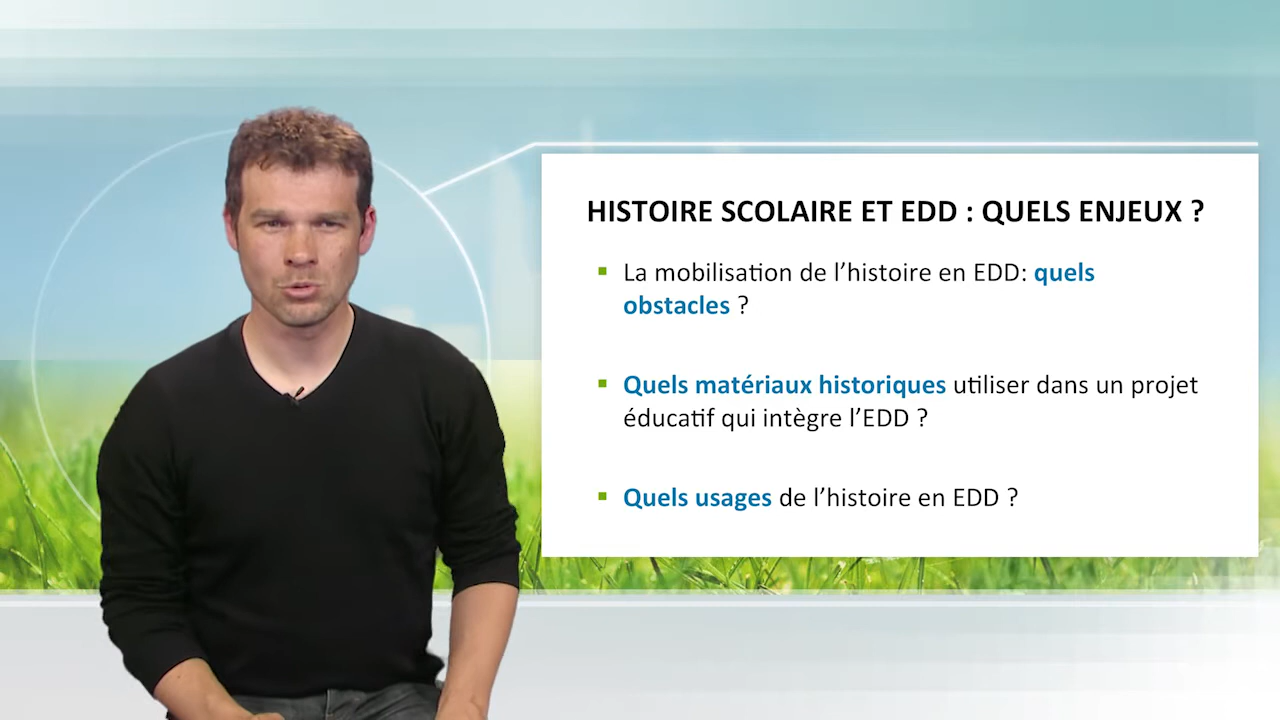 HISTOIRE SCOLAIRE ET EDD : QUELS ENJEUX ?
La mobilisation de l’histoire en EDD: quels
obstacles ?
Quels matériaux historiques utiliser dans un projet
éducatif qui intègre l’EDD ?
Quels usages de l’histoire en EDD ?